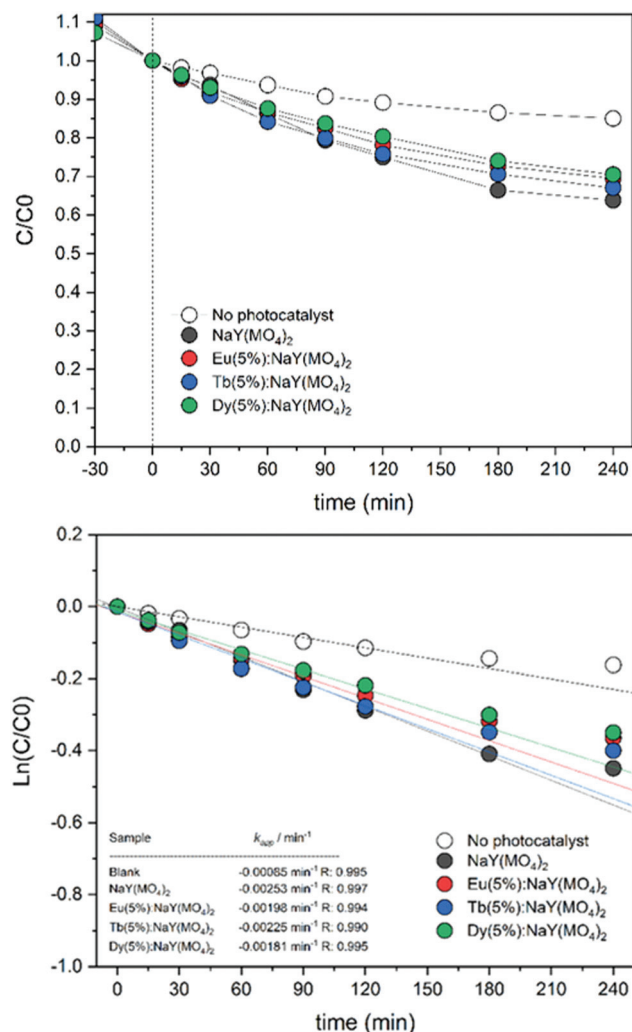 1.1
1.0
0.9
0.8
0.7
0.6
0.5
0.4
0.3
0.2
0.1
0.0
C/C0
No photocatalyst
NaY(MO₄)₂
Eu(5%):NaY(MO₄)₂
Tb(5%):NaY(MO₄)₂
Dy(5%):NaY(MO₄)₂
-30 0 30 60 90 120 150 180 210 240
time (min)
0.2
0.0
-0.2
-0.4
-0.6
-0.8
-1.0
Ln(C/C0)
Sample k_app / min⁻¹
Blank -0.00085 min⁻¹ R: 0.995
NaY(MO₄)₂ -0.00253 min⁻¹ R: 0.997
Eu(5%):NaY(MO₄)₂ -0.00198 min⁻¹ R: 0.994
Tb(5%):NaY(MO₄)₂ -0.00225 min⁻¹ R: 0.990
Dy(5%):NaY(MO₄)₂ -0.00181 min⁻¹ R: 0.995
No photocatalyst
NaY(MO₄)₂
Eu(5%):NaY(MO₄)₂
Tb(5%):NaY(MO₄)₂
Dy(5%):NaY(MO₄)₂
0 30 60 90 120 150 180 210 240
time (min)